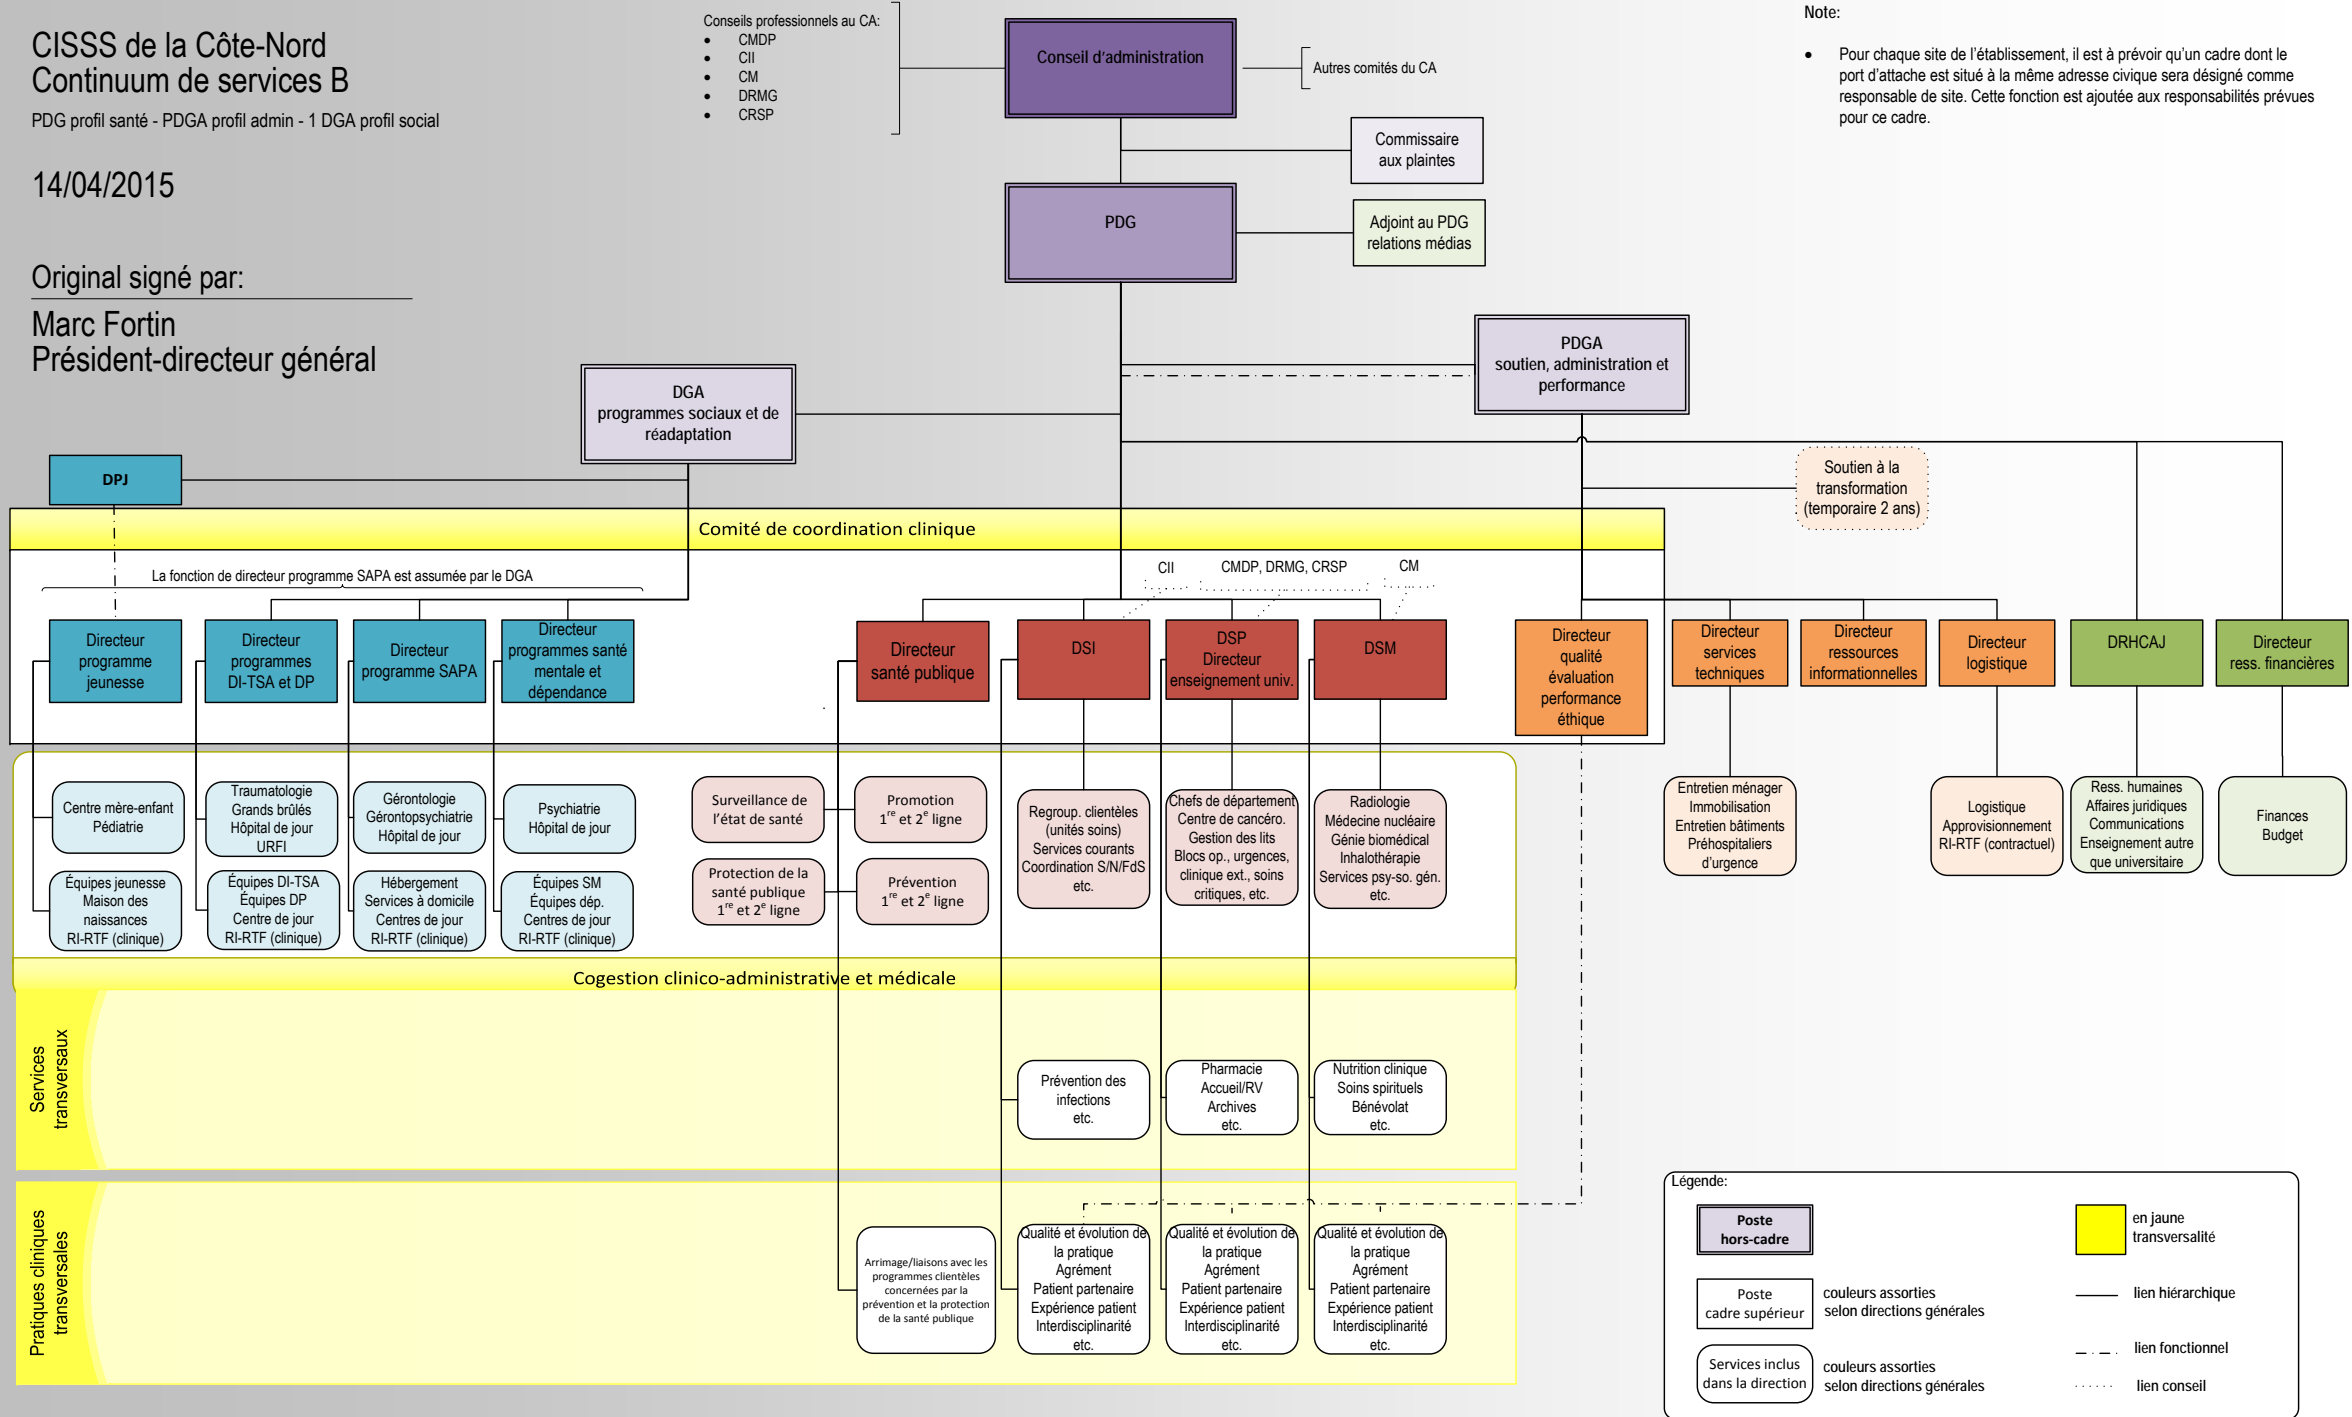 CISSS de la Côte-Nord
Continuum de services B
PDG profil santé - PDGA profil admin - 1 DGA profil social
14/04/2015
Original signé par:
Marc Fortin
Président-directeur général
Conseils professionnels au CA:
• CMDP
• CII
• CM
• DRMG
• CRSP
Conseil d'administration
Autres comités du CA
Note:
• Pour chaque site de l'établissement, il est à prévoir qu'un cadre dont le
port d'attache est situé à la même adresse civique sera désigné comme
responsable de site. Cette fonction est ajoutée aux responsabilités prévues
pour ce cadre.
Commissaire
aux plaintes
PDG
Adjoint au PDG
relations médias
PDGA
soutien, administration et
performance
DGA
programmes sociaux et de
réadaptation
DPJ
Soutien à la
transformation
(temporaire 2 ans)
Comité de coordination clinique
La fonction de directeur programme SAPA est assumée par le DGA
CII
CMDP, DRMG, CRSP
CM
Directeur
programme
jeunesse
Directeur
programmes
DI-TSA et DP
Directeur
programme SAPA
Directeur
programmes santé
mentale et
dépendance
Directeur
santé publique
DSI
DSP
Directeur
enseignement univ.
DSM
Directeur
qualité
évaluation
performance
éthique
Directeur
services
techniques
Directeur
ressources
informationnelles
Directeur
logistique
DRHCAJ
Directeur
ress. financières
Centre mère-enfant
Pédiatrie
Traumatologie
Grands brûlés
Hôpital de jour
URFI
Gérontologie
Gérontopsychiatrie
Hôpital de jour
Psychiatrie
Hôpital de jour
Surveillance de
l'état de santé
Promotion
1re et 2e ligne
Regroup. clientèles
(unités soins)
Services courants
Coordination S/N/FdS
etc.
Chefs de département
Centre de cancéro.
Gestion des lits
Blocs op., urgences,
clinique ext., soins
critiques, etc.
Radiologie
Médecine nucléaire
Génie biomédical
Inhalothérapie
Services psy-so. gén.
etc.
Entretien ménager
Immobilisation
Entretien bâtiments
Préhospitaliers
d'urgence
Logistique
Approvisionnement
RI-RTF (contractuel)
Ress. humaines
Affaires juridiques
Communications
Enseignement autre
que universitaire
Finances
Budget
Équipes jeunesse
Maison des
naissances
RI-RTF (clinique)
Équipes DI-TSA
Équipes DP
Centre de jour
RI-RTF (clinique)
Hébergement
Services à domicile
Centres de jour
RI-RTF (clinique)
Équipes SM
Équipes dép.
Centres de jour
RI-RTF (clinique)
Protection de la
santé publique
1re et 2e ligne
Prévention
1re et 2e ligne
Cogestion clinico-administrative et médicale
Services
transversaux
Prévention des
infections
etc.
Pharmacie
Accueil/RV
Archives
etc.
Nutrition clinique
Soins spirituels
Bénévolat
etc.
Pratiques cliniques
transversales
Arrimage/liaisons avec les
programmes clientèles
concernées par la
prévention et la protection
de la santé publique
Qualité et évolution de
la pratique
Agrément
Patient partenaire
Expérience patient
Interdisciplinarité
etc.
Qualité et évolution de
la pratique
Agrément
Patient partenaire
Expérience patient
Interdisciplinarité
etc.
Qualité et évolution de
la pratique
Agrément
Patient partenaire
Expérience patient
Interdisciplinarité
etc.
Légende:
Poste
hors-cadre
en jaune
transversalité
Poste
cadre supérieur
couleurs assorties
selon directions générales
lien hiérarchique
lien fonctionnel
Services inclus
dans la direction
couleurs assorties
selon directions générales
lien conseil